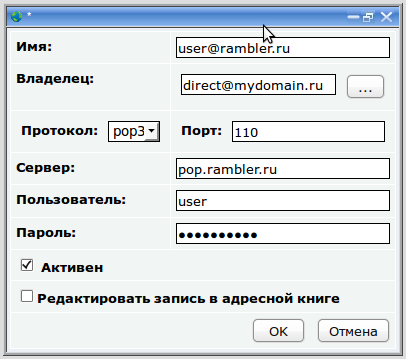 *
Имя: user@rambler.ru
Владелец: direct@mydomain.ru ...
Протокол: pop3 Порт: 110
Сервер: pop.rambler.ru
Пользователь: user
Пароль: ●●●●●●●●●●
Активен
Редактировать запись в адресной книге
OK Отмена